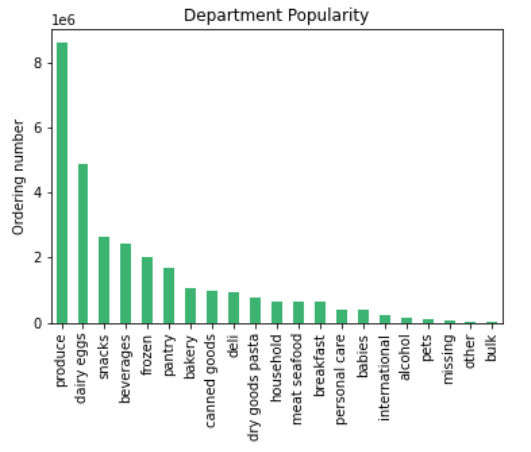 Department Popularity
1e6
8
6
4
2
0
Ordering number
produce
dairy eggs
snacks
beverages
frozen
pantry
bakery
canned goods
deli
dry goods pasta
household
meat seafood
breakfast
personal care
babies
international
alcohol
pets
missing
other
bulk